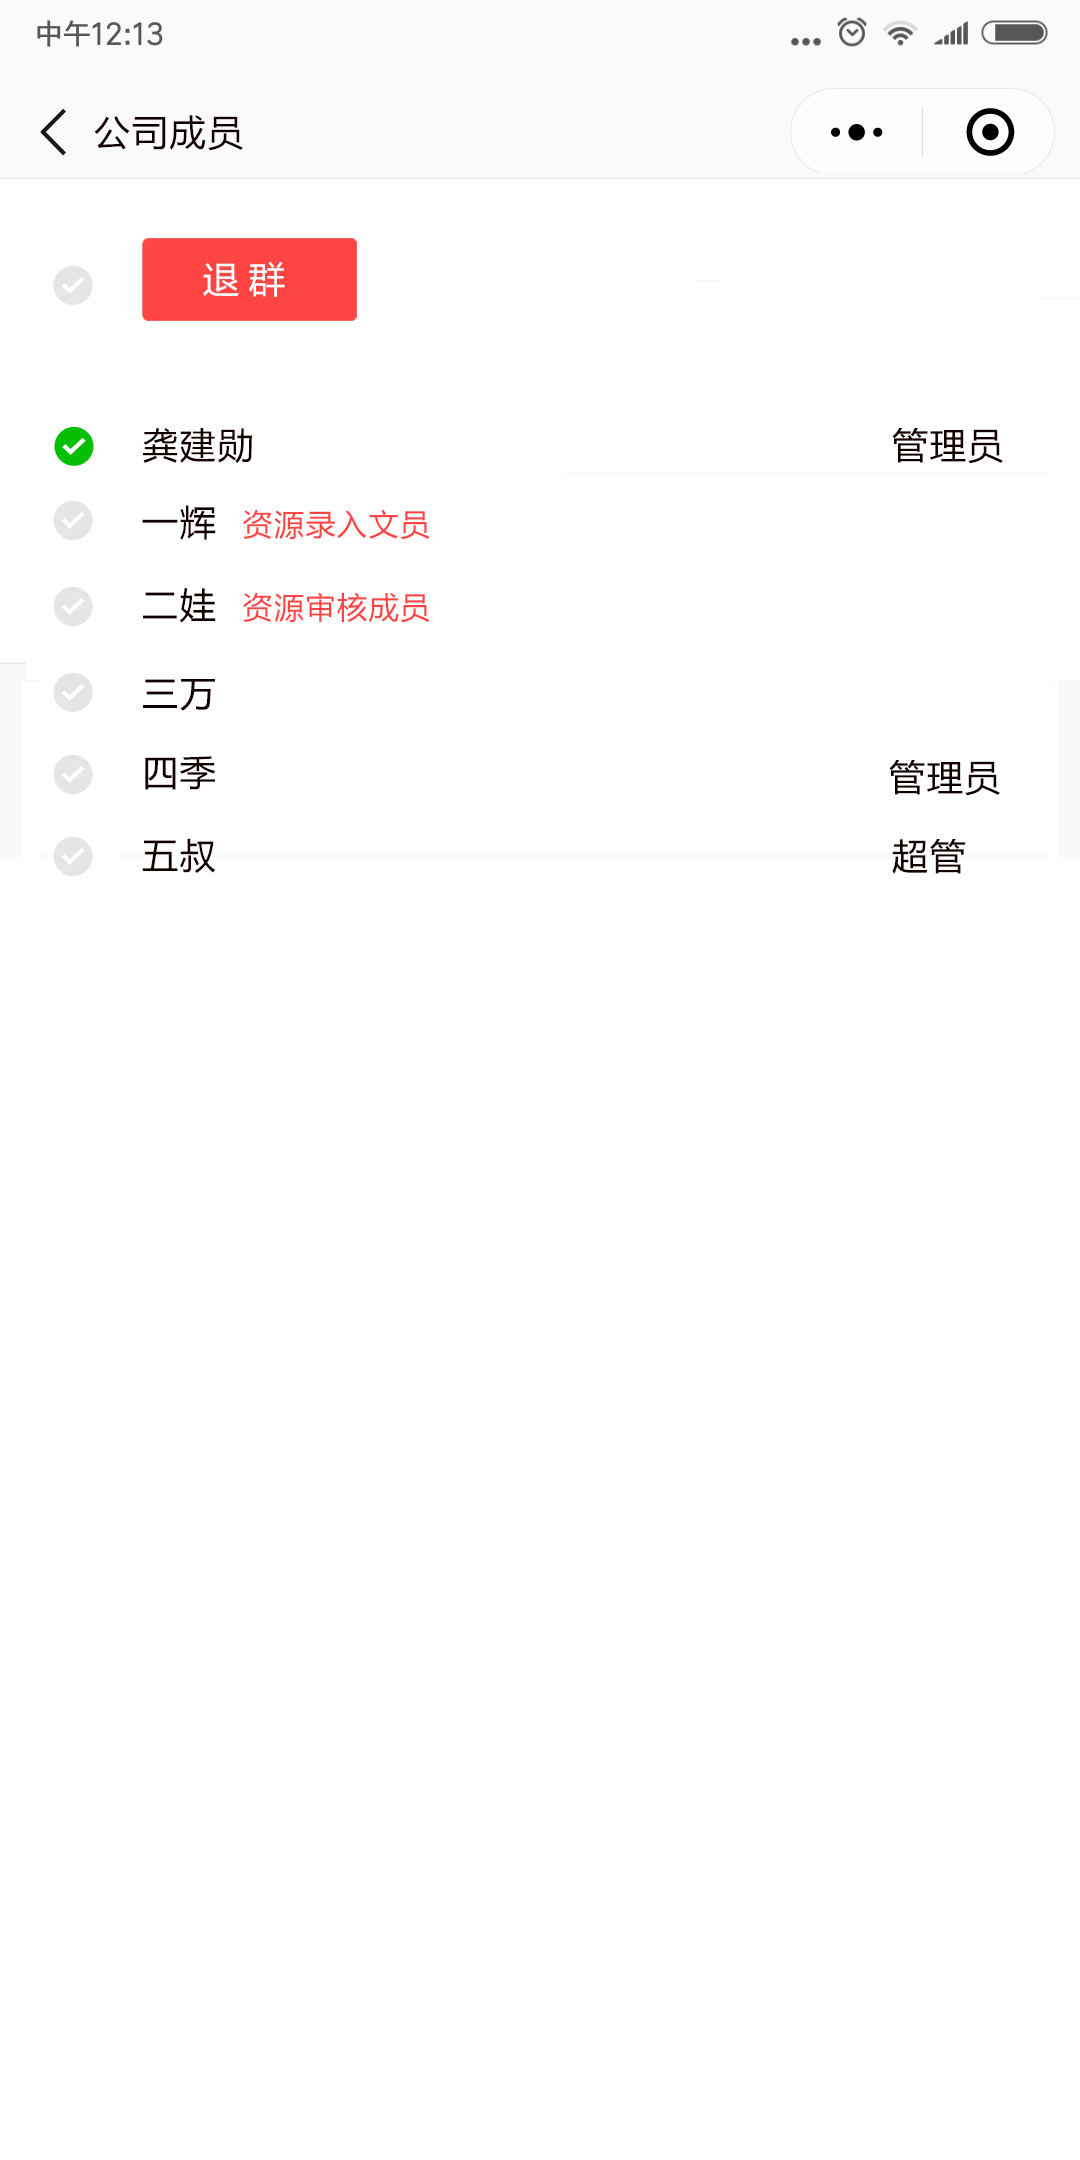 中午12:13
公司成员
退群
龚建勋 管理员
一辉 资源录入文员
二娃 资源审核成员
三万
四季 管理员
五叔 超管